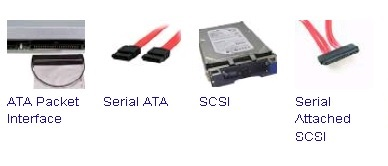 ATA Packet
Interface
Serial ATA
SCSI
Serial
Attached
SCSI